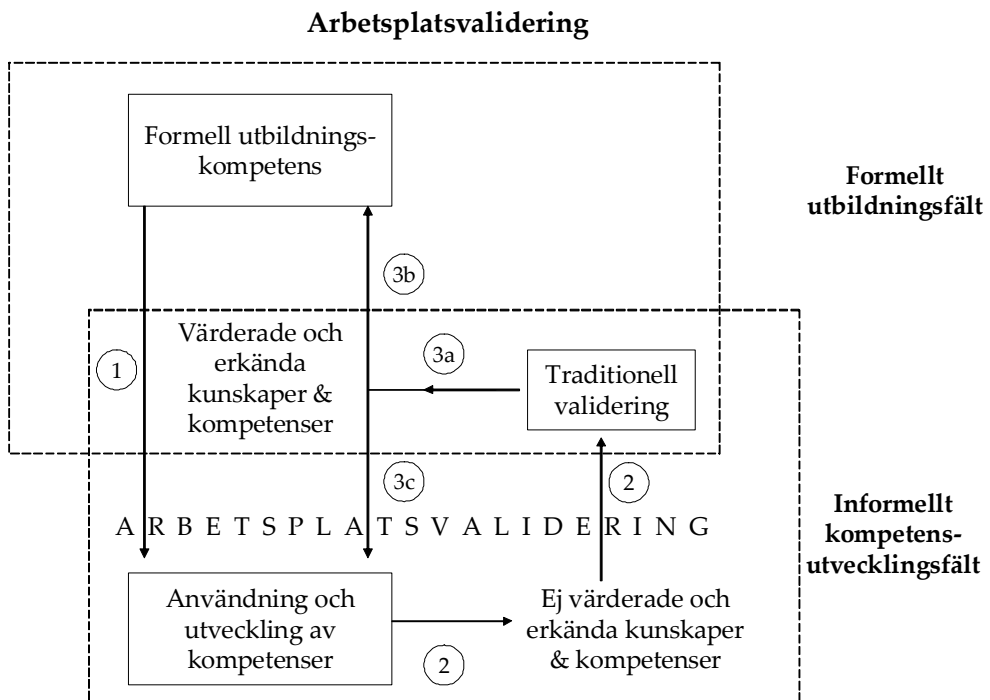 Arbetsplatsvalidering
Formell utbildnings-
kompetens
Formellt
utbildningsfält
3b
Värderade och
erkända
kunskaper &
kompetenser
1
3a
Traditionell
validering
3c
2
ARBETSPLATSVALIDERING
Informellt
kompetens-
utvecklingsfält
Användning och
utveckling av
kompetenser
2
Ej värderade och
erkända kunskaper
& kompetenser